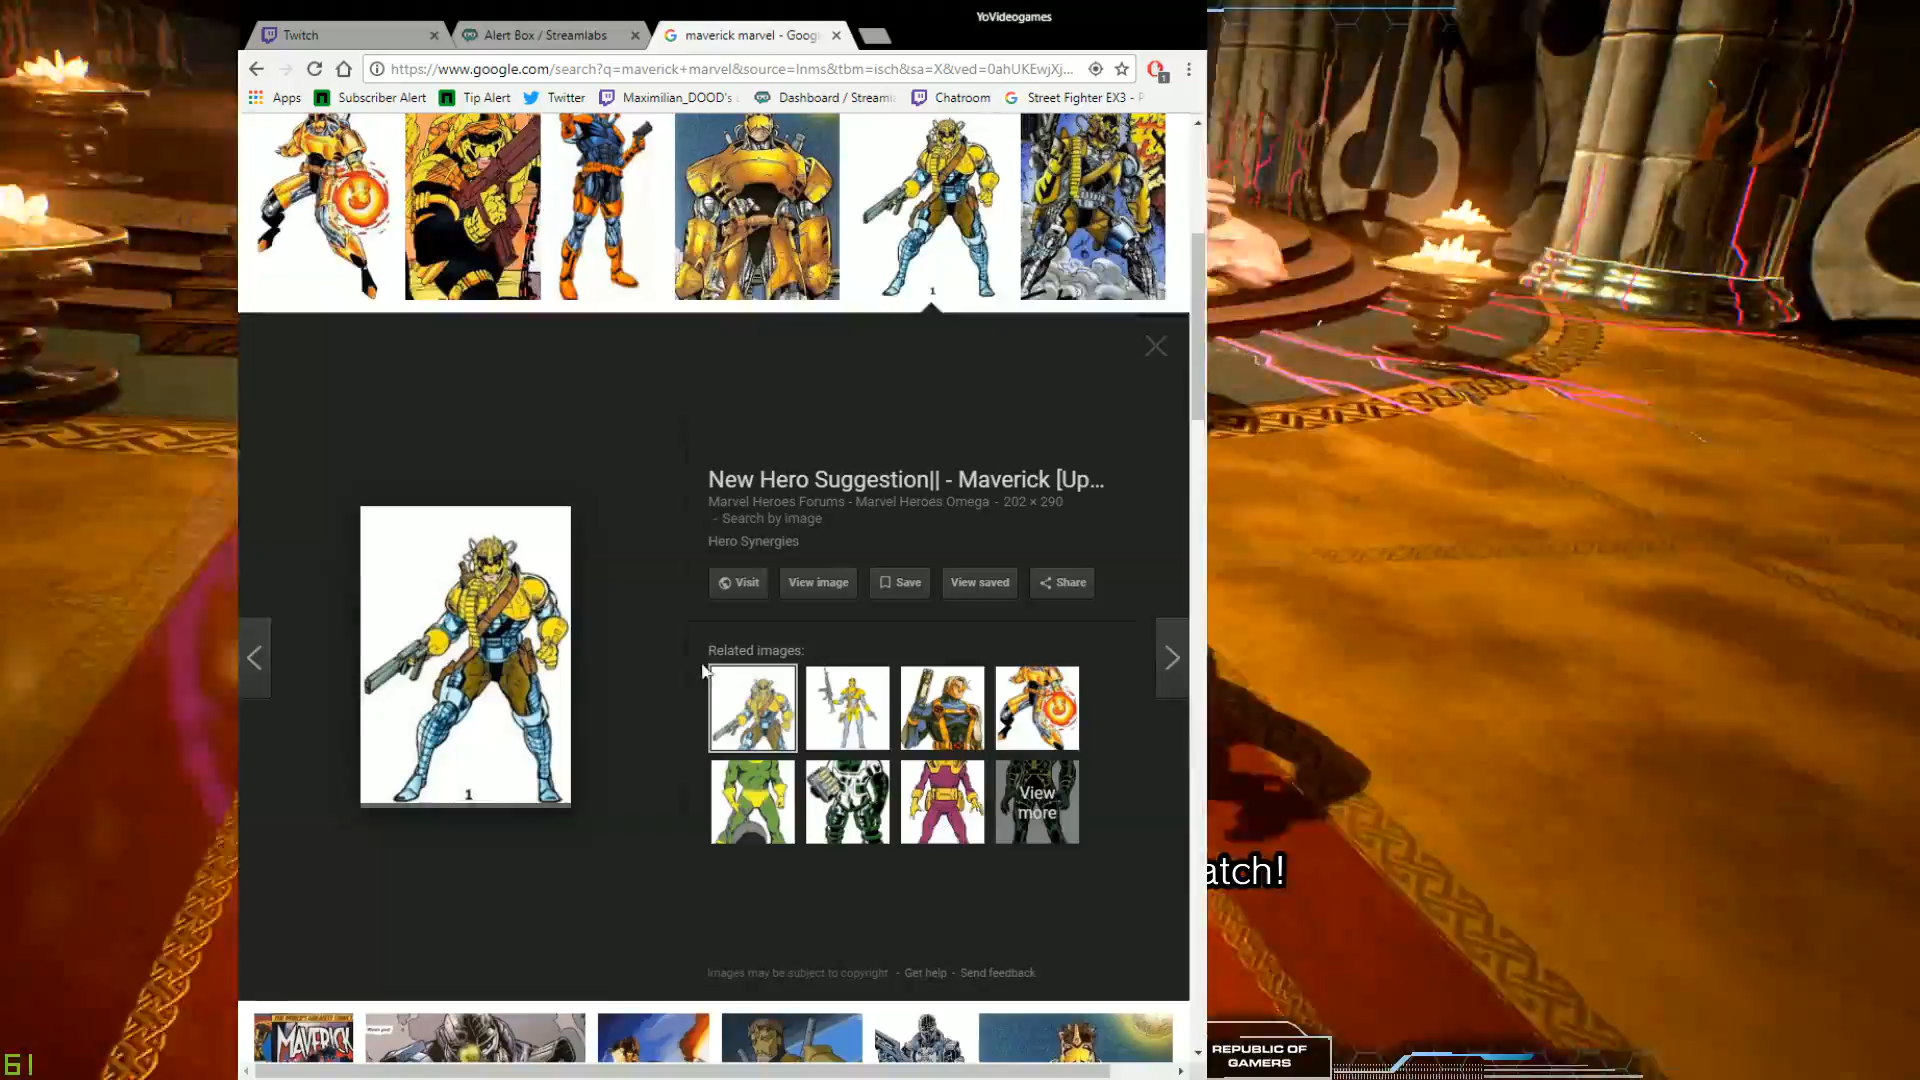 YoVideogames
Twitch
Alert Box / Streamlabs
maverick marvel - Goog
https://www.google.com/search?q=maverick+marvel&source=lnms&tbm=isch&sa=X&ved=0ahUKEwjXj...
1
Apps
Subscriber Alert
Tip Alert
Twitter
Maximilian_DOOD's
Dashboard / Streami
Chatroom
Street Fighter EX3 - F
1
New Hero Suggestion|| - Maverick [Up...
Marvel Heroes Forums - Marvel Heroes Omega - 202 × 290
- Search by image
Hero Synergies
Visit
View image
Save
View saved
Share
Related images:
1
View more
atch!
Images may be subject to copyright - Get help - Send feedback
MAVERICK
REPUBLIC OF
GAMERS
61